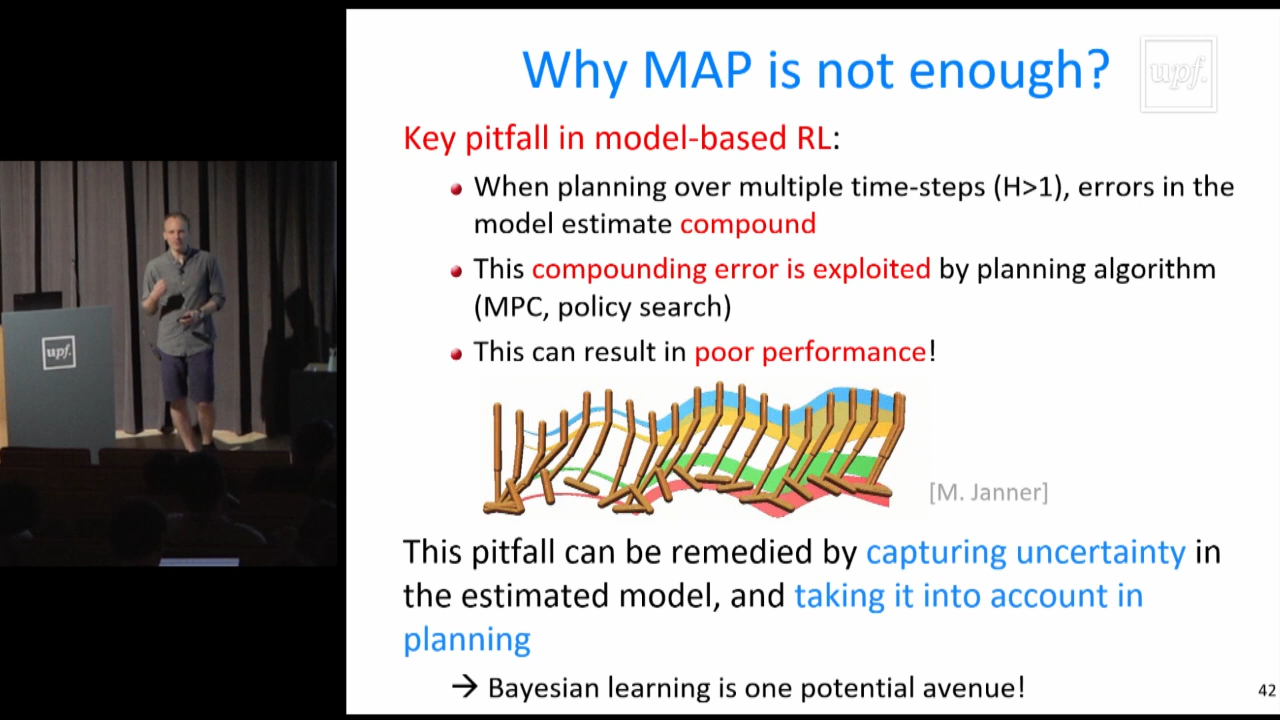 Why MAP is not enough?
upf.
Key pitfall in model-based RL:
When planning over multiple time-steps (H>1), errors in the
model estimate compound
This compounding error is exploited by planning algorithm
(MPC, policy search)
This can result in poor performance!
upf.
[M. Janner]
This pitfall can be remedied by capturing uncertainty in
the estimated model, and taking it into account in
planning
→ Bayesian learning is one potential avenue!
42